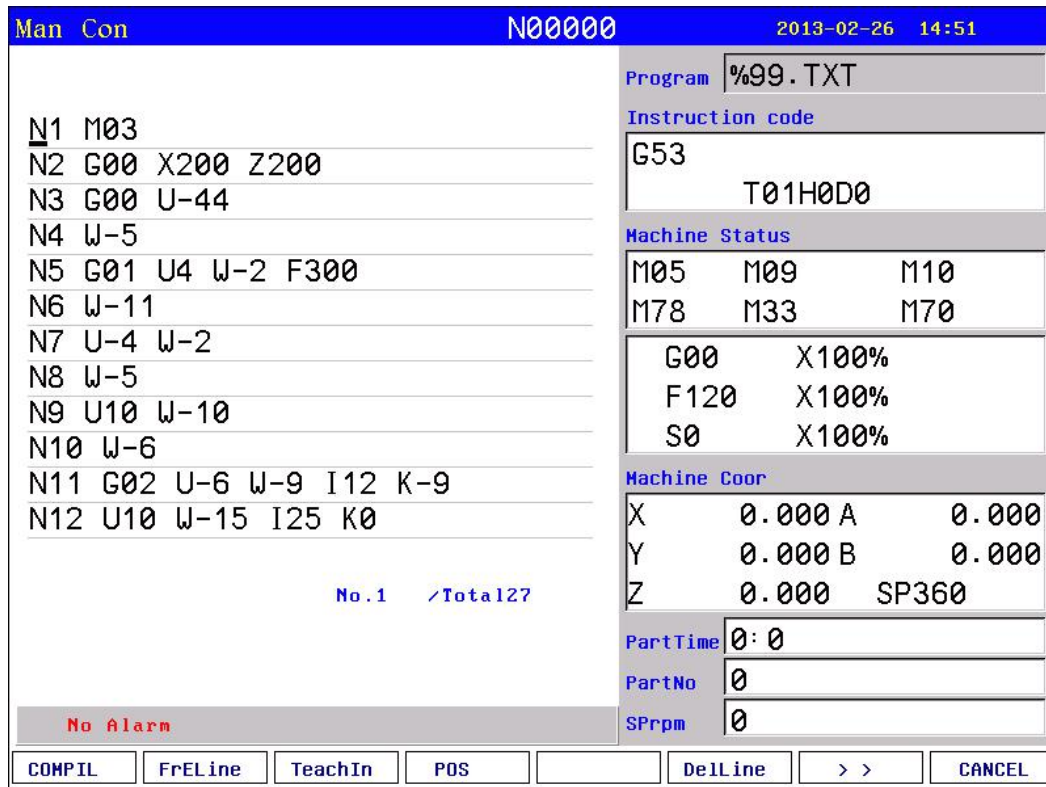 Man Con N00000 2013-02-26 14:51
N1 M03
N2 G00 X200 Z200
N3 G00 U-44
N4 W-5
N5 G01 U4 W-2 F300
N6 W-11
N7 U-4 W-2
N8 W-5
N9 U10 W-10
N10 W-6
N11 G02 U-6 W-9 I12 K-9
N12 U10 W-15 I25 K0
No.1 /Total27
No Alarm
Program %99.TXT
Instruction code
G53
T01H0D0
Machine Status
M05 M09 M10
M78 M33 M70
G00 X100%
F120 X100%
S0 X100%
Machine Coor
X 0.000 A 0.000
Y 0.000 B 0.000
Z 0.000 SP360
PartTime 0: 0
PartNo 0
SPrpm 0
COMPIL FrELine TeachIn POS DelLine > > CANCEL